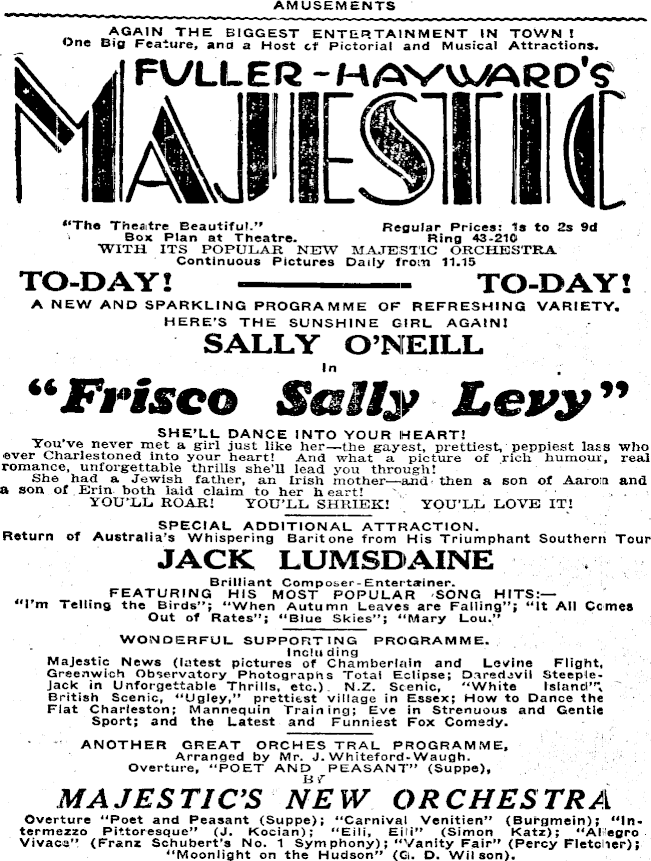 AMUSEMENTS
AGAIN THE BIGGEST ENTERTAINMENT IN TOWN!
One Big Feature, and a Host of Pictorial and Musical Attractions.
FULLER-HAYWARD'S
MAJESTIC
"The Theatre Beautiful." Regular Prices: 1s to 2s 9d
Box Plan at Theatre. Ring 43-210
WITH ITS POPULAR NEW MAJESTIC ORCHESTRA
Continuous Pictures Daily from 11.15
TO-DAY! TO-DAY!
A NEW AND SPARKLING PROGRAMME OF REFRESHING VARIETY.
HERE'S THE SUNSHINE GIRL AGAIN!
SALLY O'NEILL
In
"Frisco Sally Levy"
SHE'LL DANCE INTO YOUR HEART!
You've never met a girl just like her—the gayest, prettiest, peppiest lass who
ever Charlestoned into your heart! And what a picture of rich humour, real
romance, unforgettable thrills she'll lead you through!
She had a Jewish father, an Irish mother—and then a son of Aaron and
a son of Erin both laid claim to her heart!
YOU'LL ROAR! YOU'LL SHRIEK! YOU'LL LOVE IT!
SPECIAL ADDITIONAL ATTRACTION.
Return of Australia's Whispering Baritone from His Triumphant Southern Tour
JACK LUMSDAINE
Brilliant Composer-Entertainer.
FEATURING HIS MOST POPULAR SONG HITS:—
"I'm Telling the Birds"; "When Autumn Leaves are Falling"; "It All Comes
Out of Rates"; "Blue Skies"; "Mary Lou."
WONDERFUL SUPPORTING PROGRAMME.
Including
Majestic News (latest pictures of Chamberlain and Levine Flight,
Greenwich Observatory Photographs Total Eclipse; Daredevil Steeple-
Jack in Unforgettable Thrills, etc.) N.Z. Scenic, "White Island";
British Scenic, "Ugley," prettiest village in Essex; How to Dance the
Flat Charleston; Mannequin Training; Eve in Strenuous and Gentle
Sport; and the Latest and Funniest Fox Comedy.
ANOTHER GREAT ORCHESTRAL PROGRAMME,
Arranged by Mr. J. Whiteford-Waugh.
Overture, "POET AND PEASANT" (Suppe),
BY
MAJESTIC'S NEW ORCHESTRA
Overture "Poet and Peasant (Suppe); "Carnival Venitien" (Burgmein); "In-
termezzo Pittoresque" (J. Kocian); "Eili, Eili" (Simon Katz); "Allegro
Vivace" (Franz Schubert's No. 1 Symphony); "Vanity Fair" (Percy Fletcher);
"Moonlight on the Hudson" (G. D. Wilson).